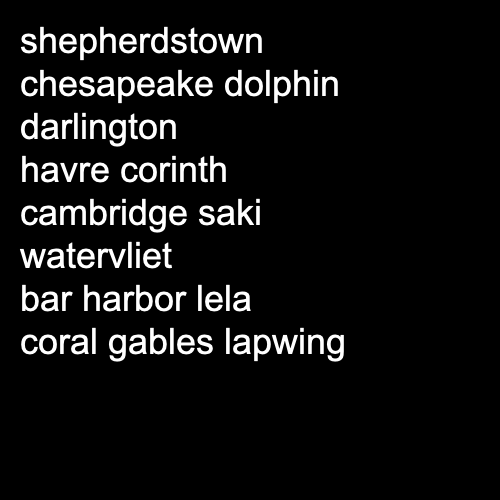 shepherdstown
chesapeake dolphin
darlington
havre corinth
cambridge saki
watervliet
bar harbor lela
coral gables lapwing